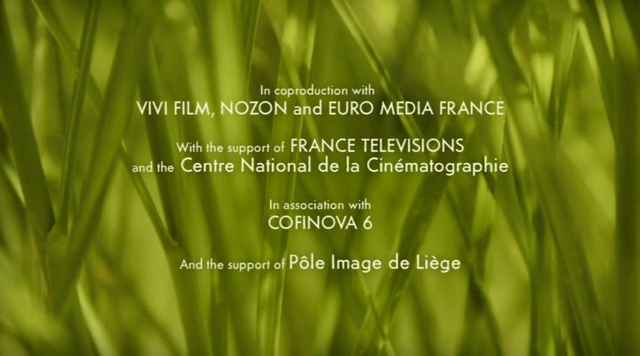 In coproduction with
VIVI FILM, NOZON and EURO MEDIA FRANCE
With the support of FRANCE TELEVISIONS
and the Centre National de la Cinématographie
In association with
COFINOVA 6
And the support of Pôle Image de Liège